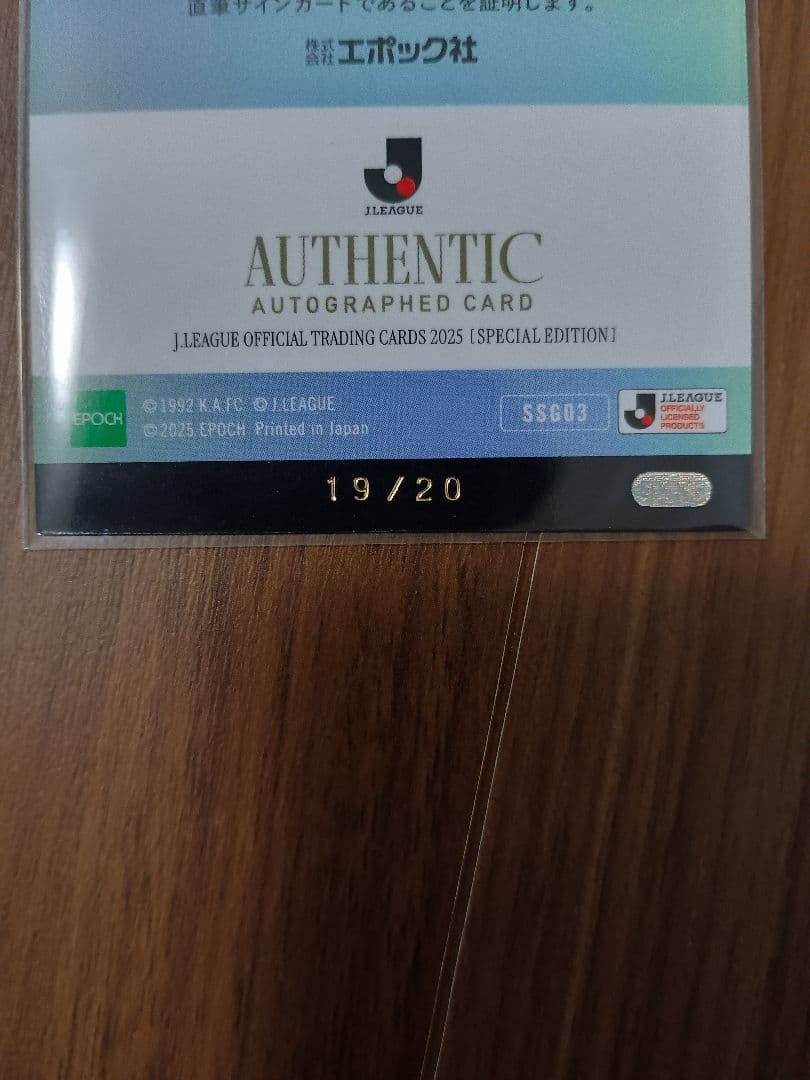 直筆サインカードであることを証明します。
株式会社エポック社
J.LEAGUE
AUTHENTIC
AUTOGRAPHED CARD
J.LEAGUE OFFICIAL TRADING CARDS 2025 [SPECIAL EDITION]
EPOCH
©1992 K.A.FC © J.LEAGUE
©2025 EPOCH Printed in Japan
SSG03
J.LEAGUE
OFFICIALLY
LICENSED
PRODUCTS
19/20